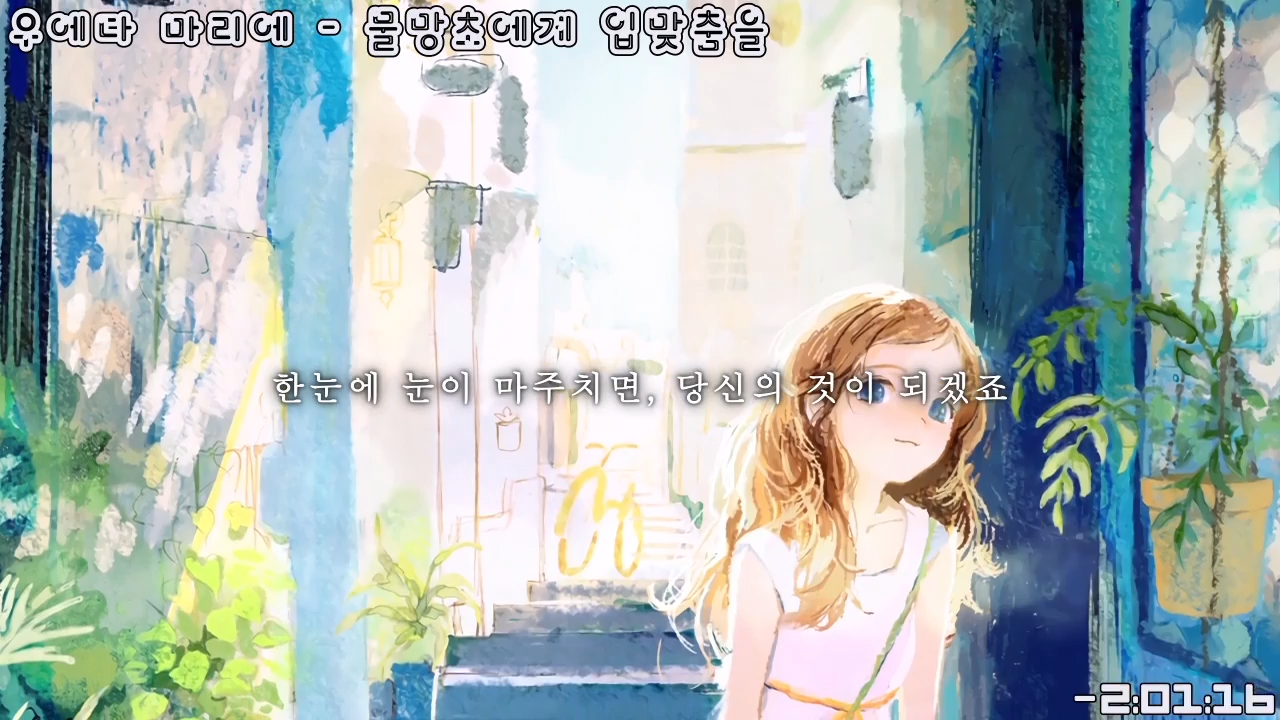 우에다 마리에 - 물망초에게 입맞춤을
한눈에 눈이 마주치면, 당신의 것이 되겠죠
-2:01:16